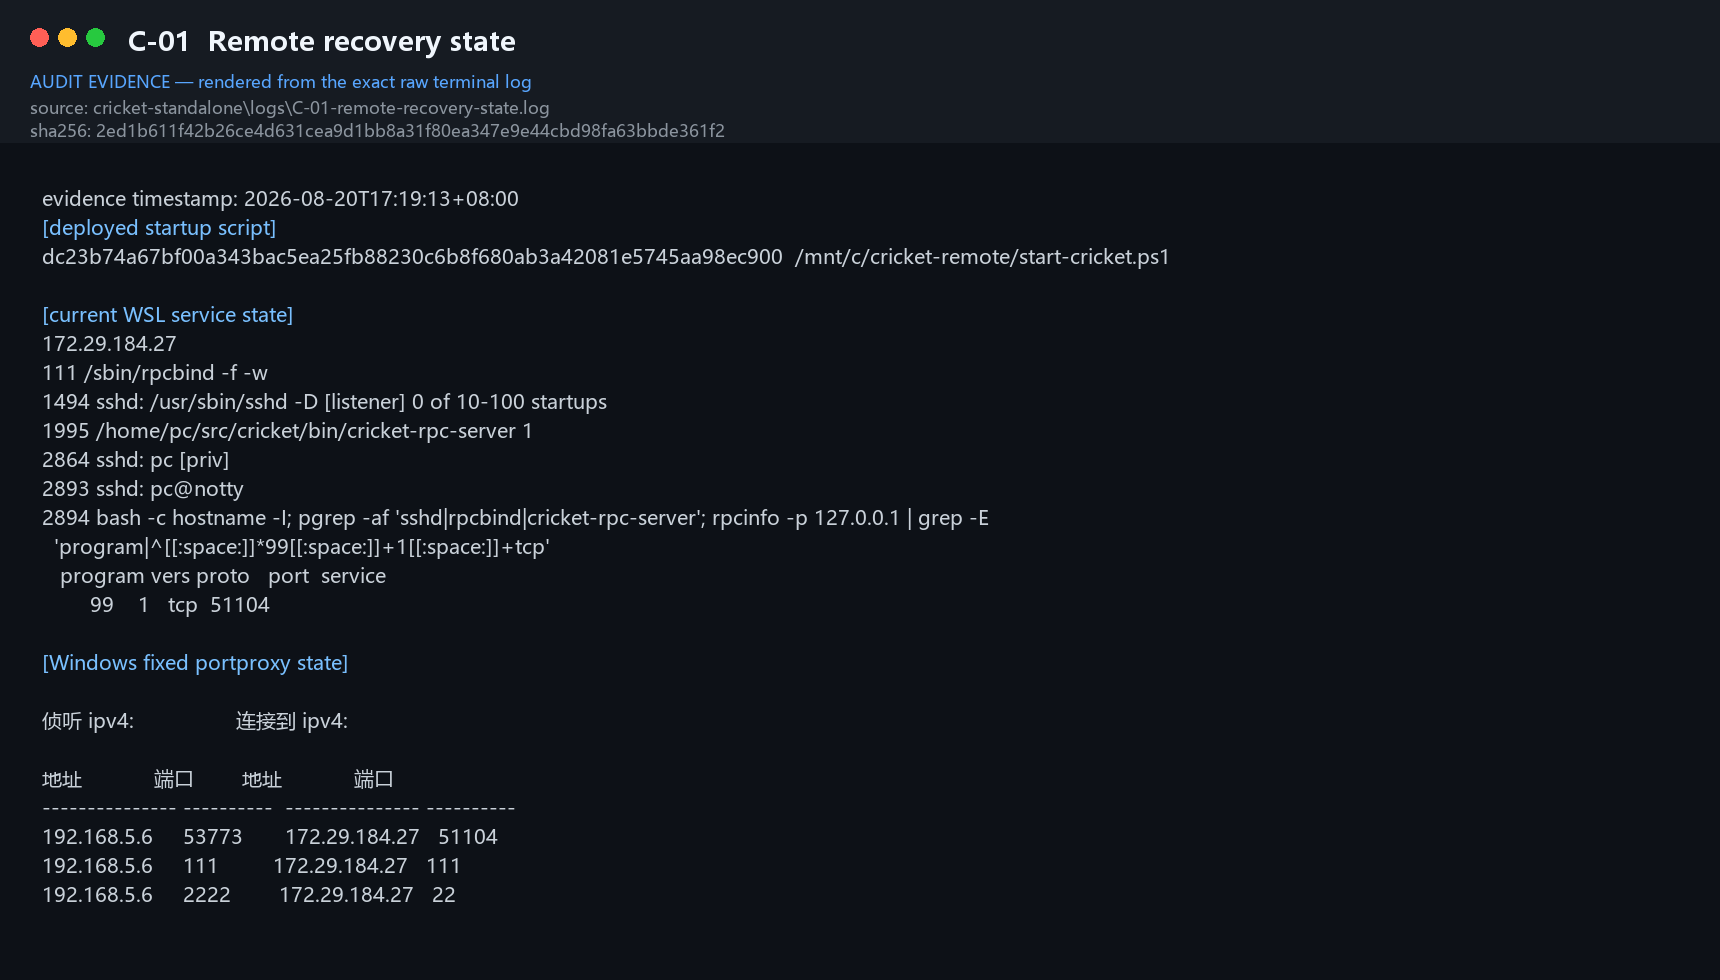 C-01  Remote recovery state
AUDIT EVIDENCE — rendered from the exact raw terminal log
source: cricket-standalone\logs\C-01-remote-recovery-state.log
sha256: 2ed1b611f42b26ce4d631cea9d1bb8a31f80ea347e9e44cbd98fa63bbde361f2
evidence timestamp: 2026-08-20T17:19:13+08:00
[deployed startup script]
dc23b74a67bf00a343bac5ea25fb88230c6b8f680ab3a42081e5745aa98ec900  /mnt/c/cricket-remote/start-cricket.ps1
[current WSL service state]
172.29.184.27
111 /sbin/rpcbind -f -w
1494 sshd: /usr/sbin/sshd -D [listener] 0 of 10-100 startups
1995 /home/pc/src/cricket/bin/cricket-rpc-server 1
2864 sshd: pc [priv]
2893 sshd: pc@notty
2894 bash -c hostname -I; pgrep -af 'sshd|rpcbind|cricket-rpc-server'; rpcinfo -p 127.0.0.1 | grep -E
'program|^[[:space:]]*99[[:space:]]+1[[:space:]]+tcp'
program vers proto   port  service
99    1   tcp  51104
[Windows fixed portproxy state]
侦听 ipv4:                 连接到 ipv4:
地址            端口        地址            端口
--------------- ----------  --------------- ----------
192.168.5.6     53773       172.29.184.27   51104
192.168.5.6     111         172.29.184.27   111
192.168.5.6     2222        172.29.184.27   22